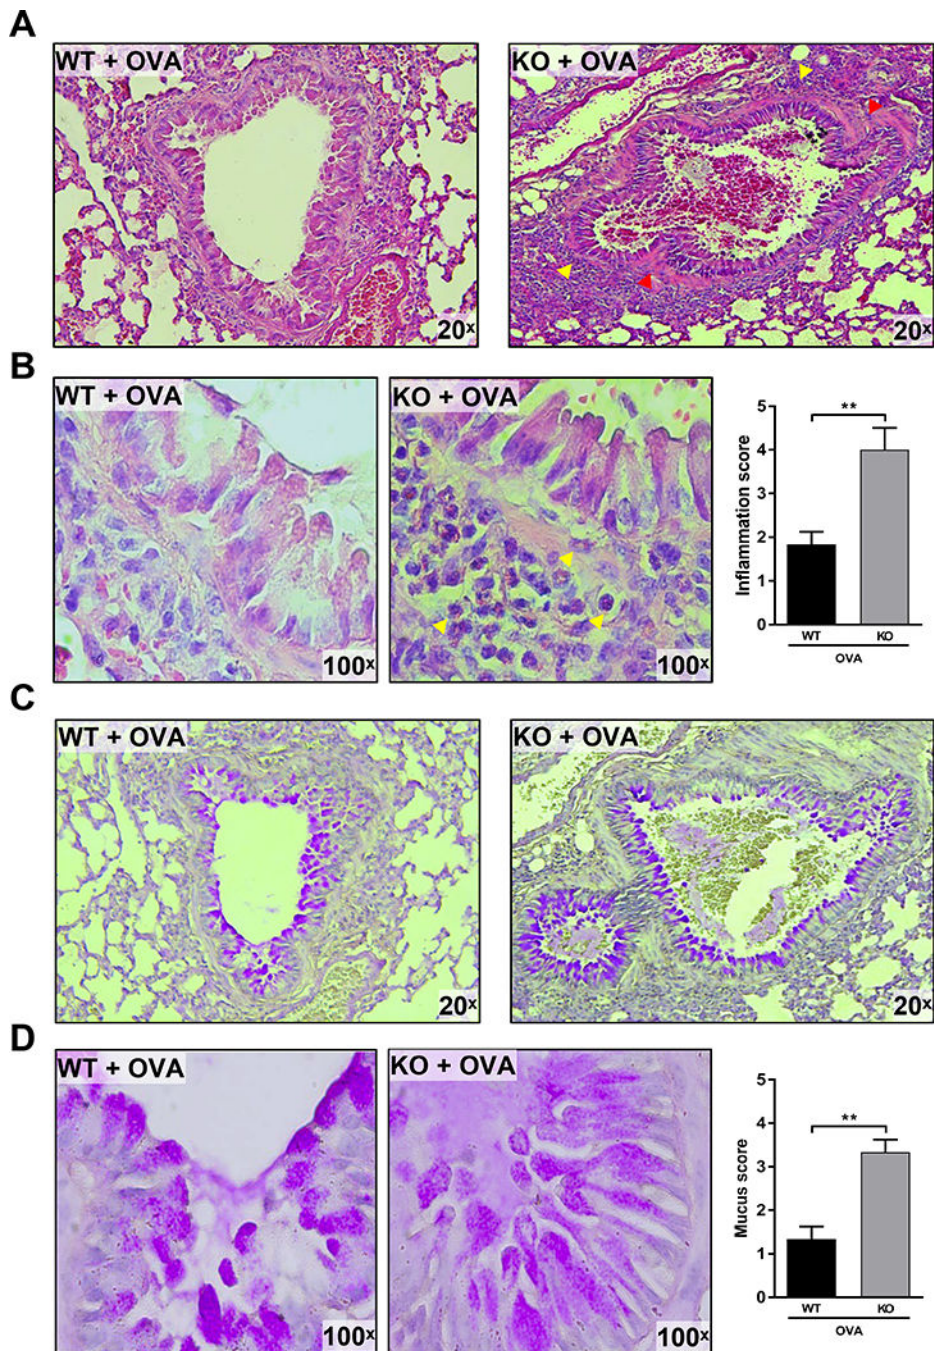 A
WT + OVA
20x
KO + OVA
20x
B
WT + OVA
100x
KO + OVA
100x
Inflammation score
5
4
3
2
1
0
**
WT
KO
OVA
C
WT + OVA
20x
KO + OVA
20x
D
WT + OVA
100x
KO + OVA
100x
Mucus score
5
4
3
2
1
0
**
WT
KO
OVA